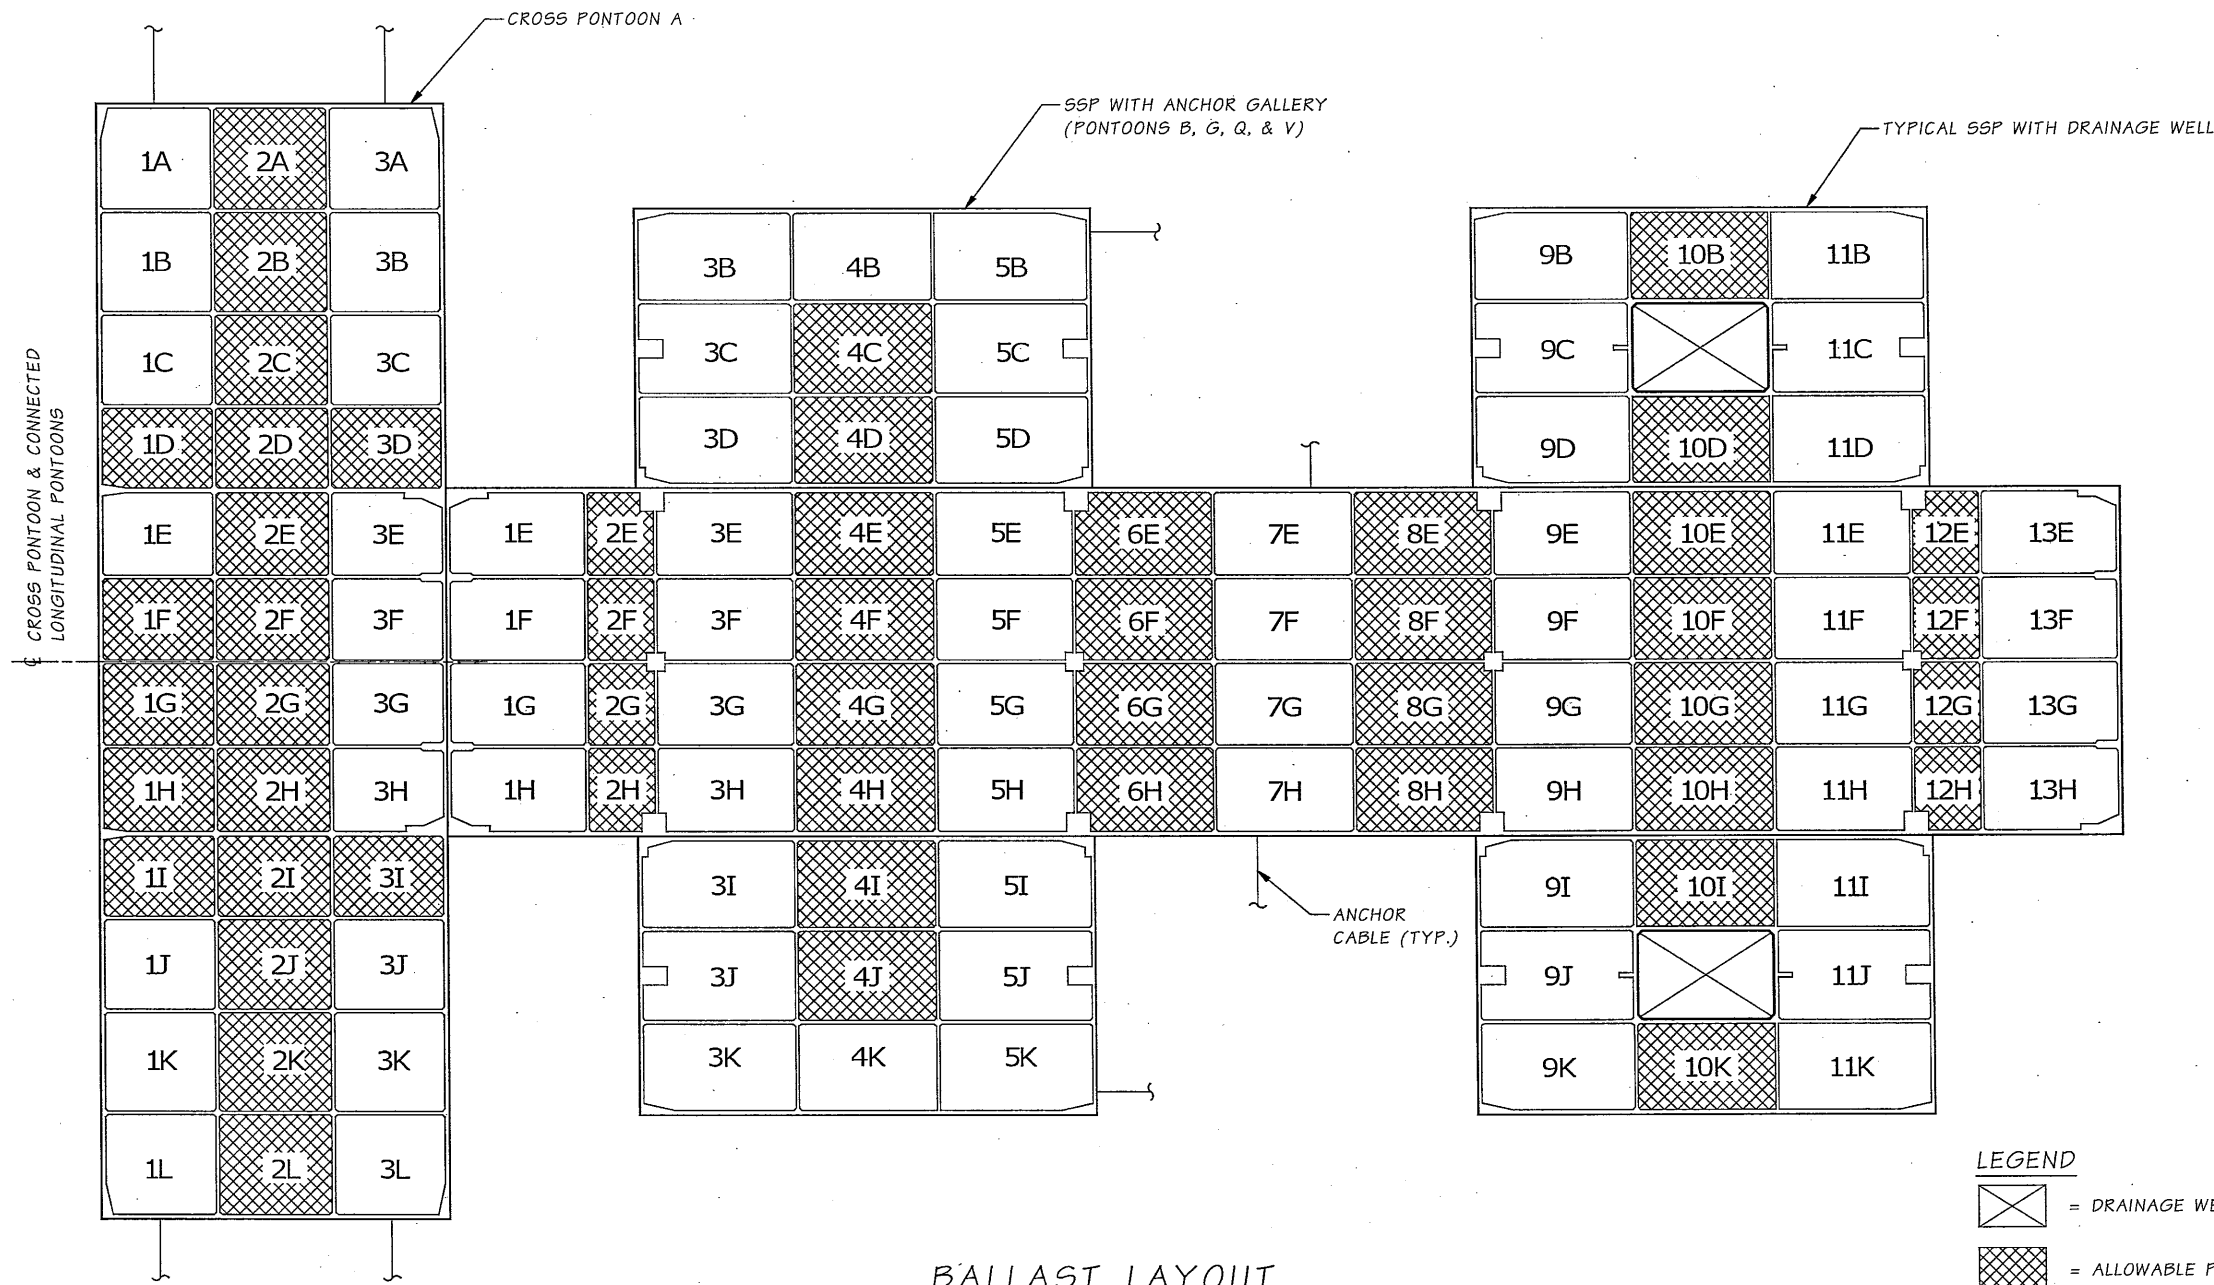 CROSS PONTOON A
SSP WITH ANCHOR GALLERY
(PONTOONS B, G, Q, & V)
TYPICAL SSP WITH DRAINAGE WELL
℄ CROSS PONTOON & CONNECTED
LONGITUDINAL PONTOONS
1A 2A 3A
1B 2B 3B
1C 2C 3C
1D 2D 3D
1E 2E 3E
1F 2F 3F
1G 2G 3G
1H 2H 3H
1I 2I 3I
1J 2J 3J
1K 2K 3K
1L 2L 3L
3B 4B 5B
3C 4C 5C
3D 4D 5D
9B 10B 11B
9C 11C
9D 10D 11D
1E 2E 3E 4E 5E 6E 7E 8E 9E 10E 11E 12E 13E
1F 2F 3F 4F 5F 6F 7F 8F 9F 10F 11F 12F 13F
1G 2G 3G 4G 5G 6G 7G 8G 9G 10G 11G 12G 13G
1H 2H 3H 4H 5H 6H 7H 8H 9H 10H 11H 12H 13H
3I 4I 5I
3J 4J 5J
3K 4K 5K
ANCHOR
CABLE (TYP.)
9I 10I 11I
9J 11J
9K 10K 11K
LEGEND
= DRAINAGE WE
= ALLOWABLE P
BALLAST LAYOUT